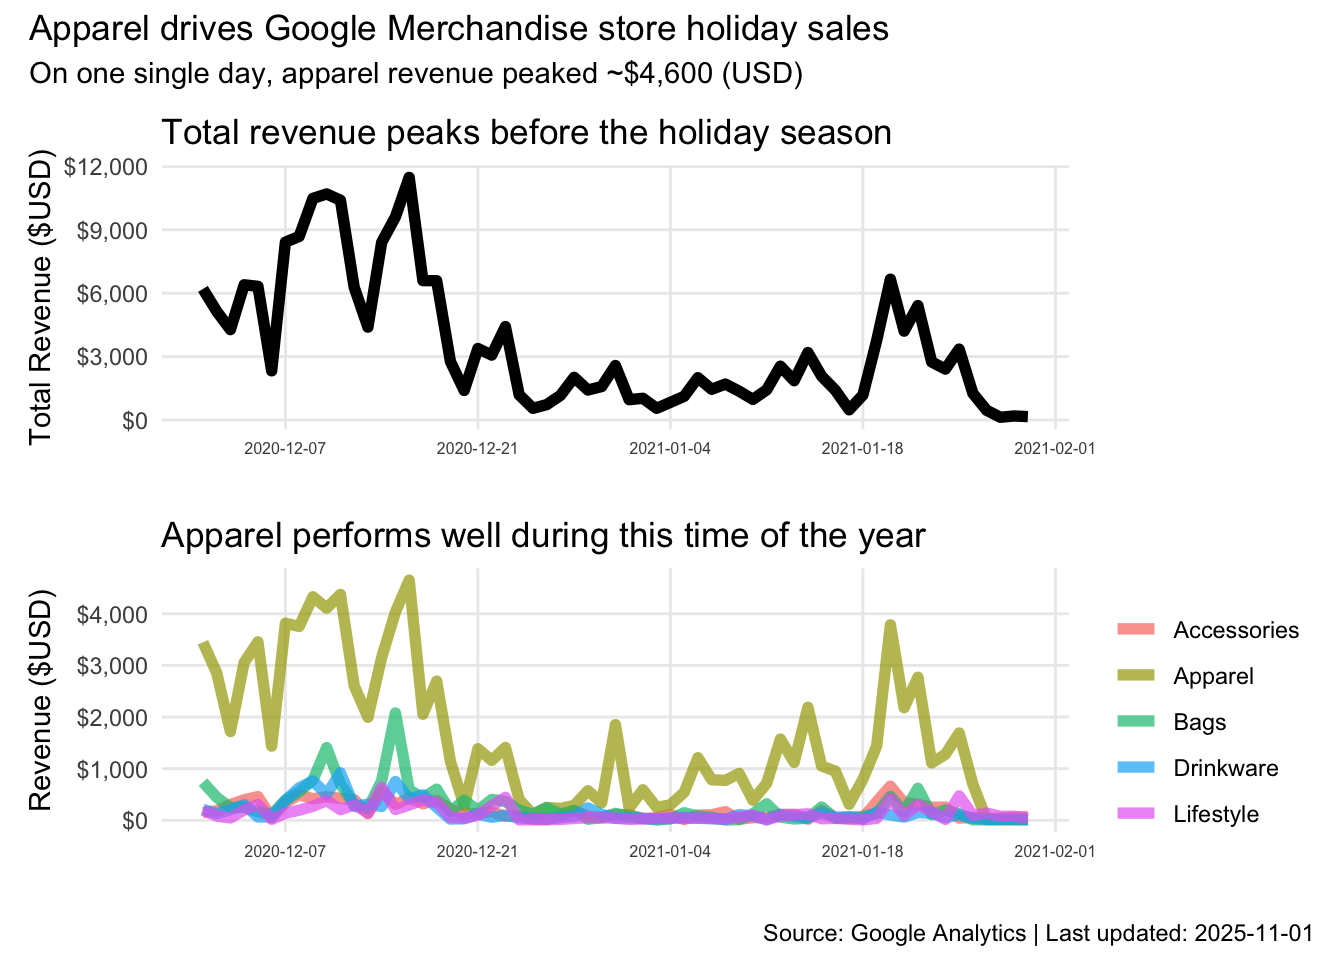 Apparel drives Google Merchandise store holiday sales
On one single day, apparel revenue peaked ~$4,600 (USD)
Total revenue peaks before the holiday season
Total Revenue ($USD)
$12,000
$9,000
$6,000
$3,000
$0
2020-12-07 2020-12-21 2021-01-04 2021-01-18 2021-02-01
Apparel performs well during this time of the year
Revenue ($USD)
$4,000
$3,000
$2,000
$1,000
$0
2020-12-07 2020-12-21 2021-01-04 2021-01-18 2021-02-01
Accessories
Apparel
Bags
Drinkware
Lifestyle
Source: Google Analytics | Last updated: 2025-11-01